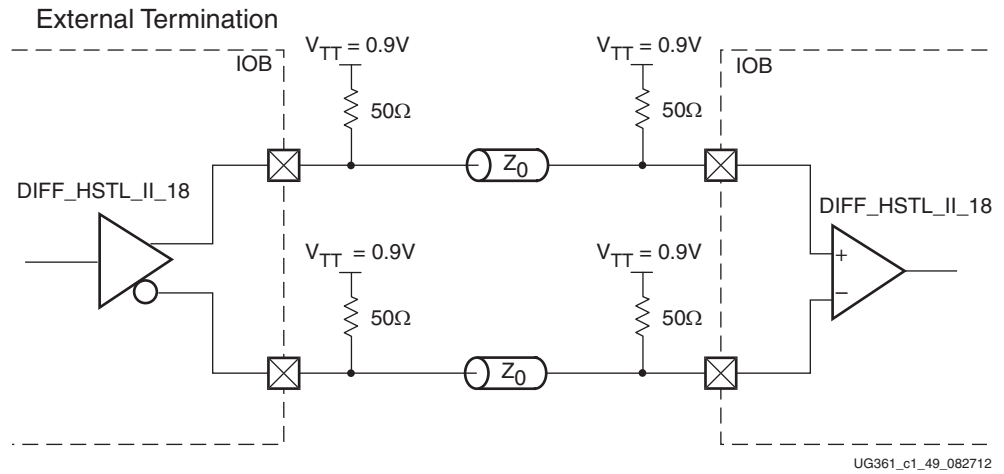 External Termination
IOB
V_TT = 0.9V
V_TT = 0.9V
IOB
50Ω
50Ω
Z_0
DIFF_HSTL_II_18
DIFF_HSTL_II_18
+
–
V_TT = 0.9V
V_TT = 0.9V
50Ω
50Ω
Z_0
UG361_c1_49_082712